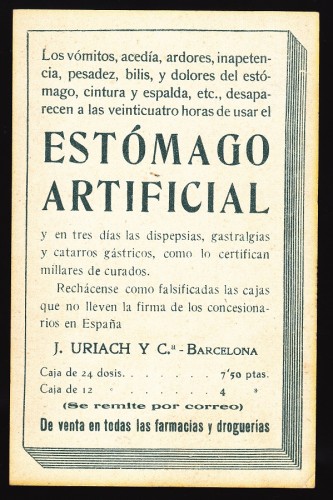 Los vómitos, acedía, ardores, inapeten-
cia, pesadez, bilis, y dolores del estó-
mago, cintura y espalda, etc., desapa-
recen a las veinticuatro horas de usar el
ESTÓMAGO
ARTIFICIAL
y en tres días las dispepsias, gastralgias
y catarros gástricos, como lo certifican
millares de curados.
Rechácense como falsificadas las cajas
que no lleven la firma de los concesiona-
rios en España
J. URIACH Y C.ª - BARCELONA
Caja de 24 dosis. . . . . . . 7'50 ptas.
Caja de 12 . . . . . . . 4 »
(Se remite por correo)
De venta en todas las farmacias y droguerías